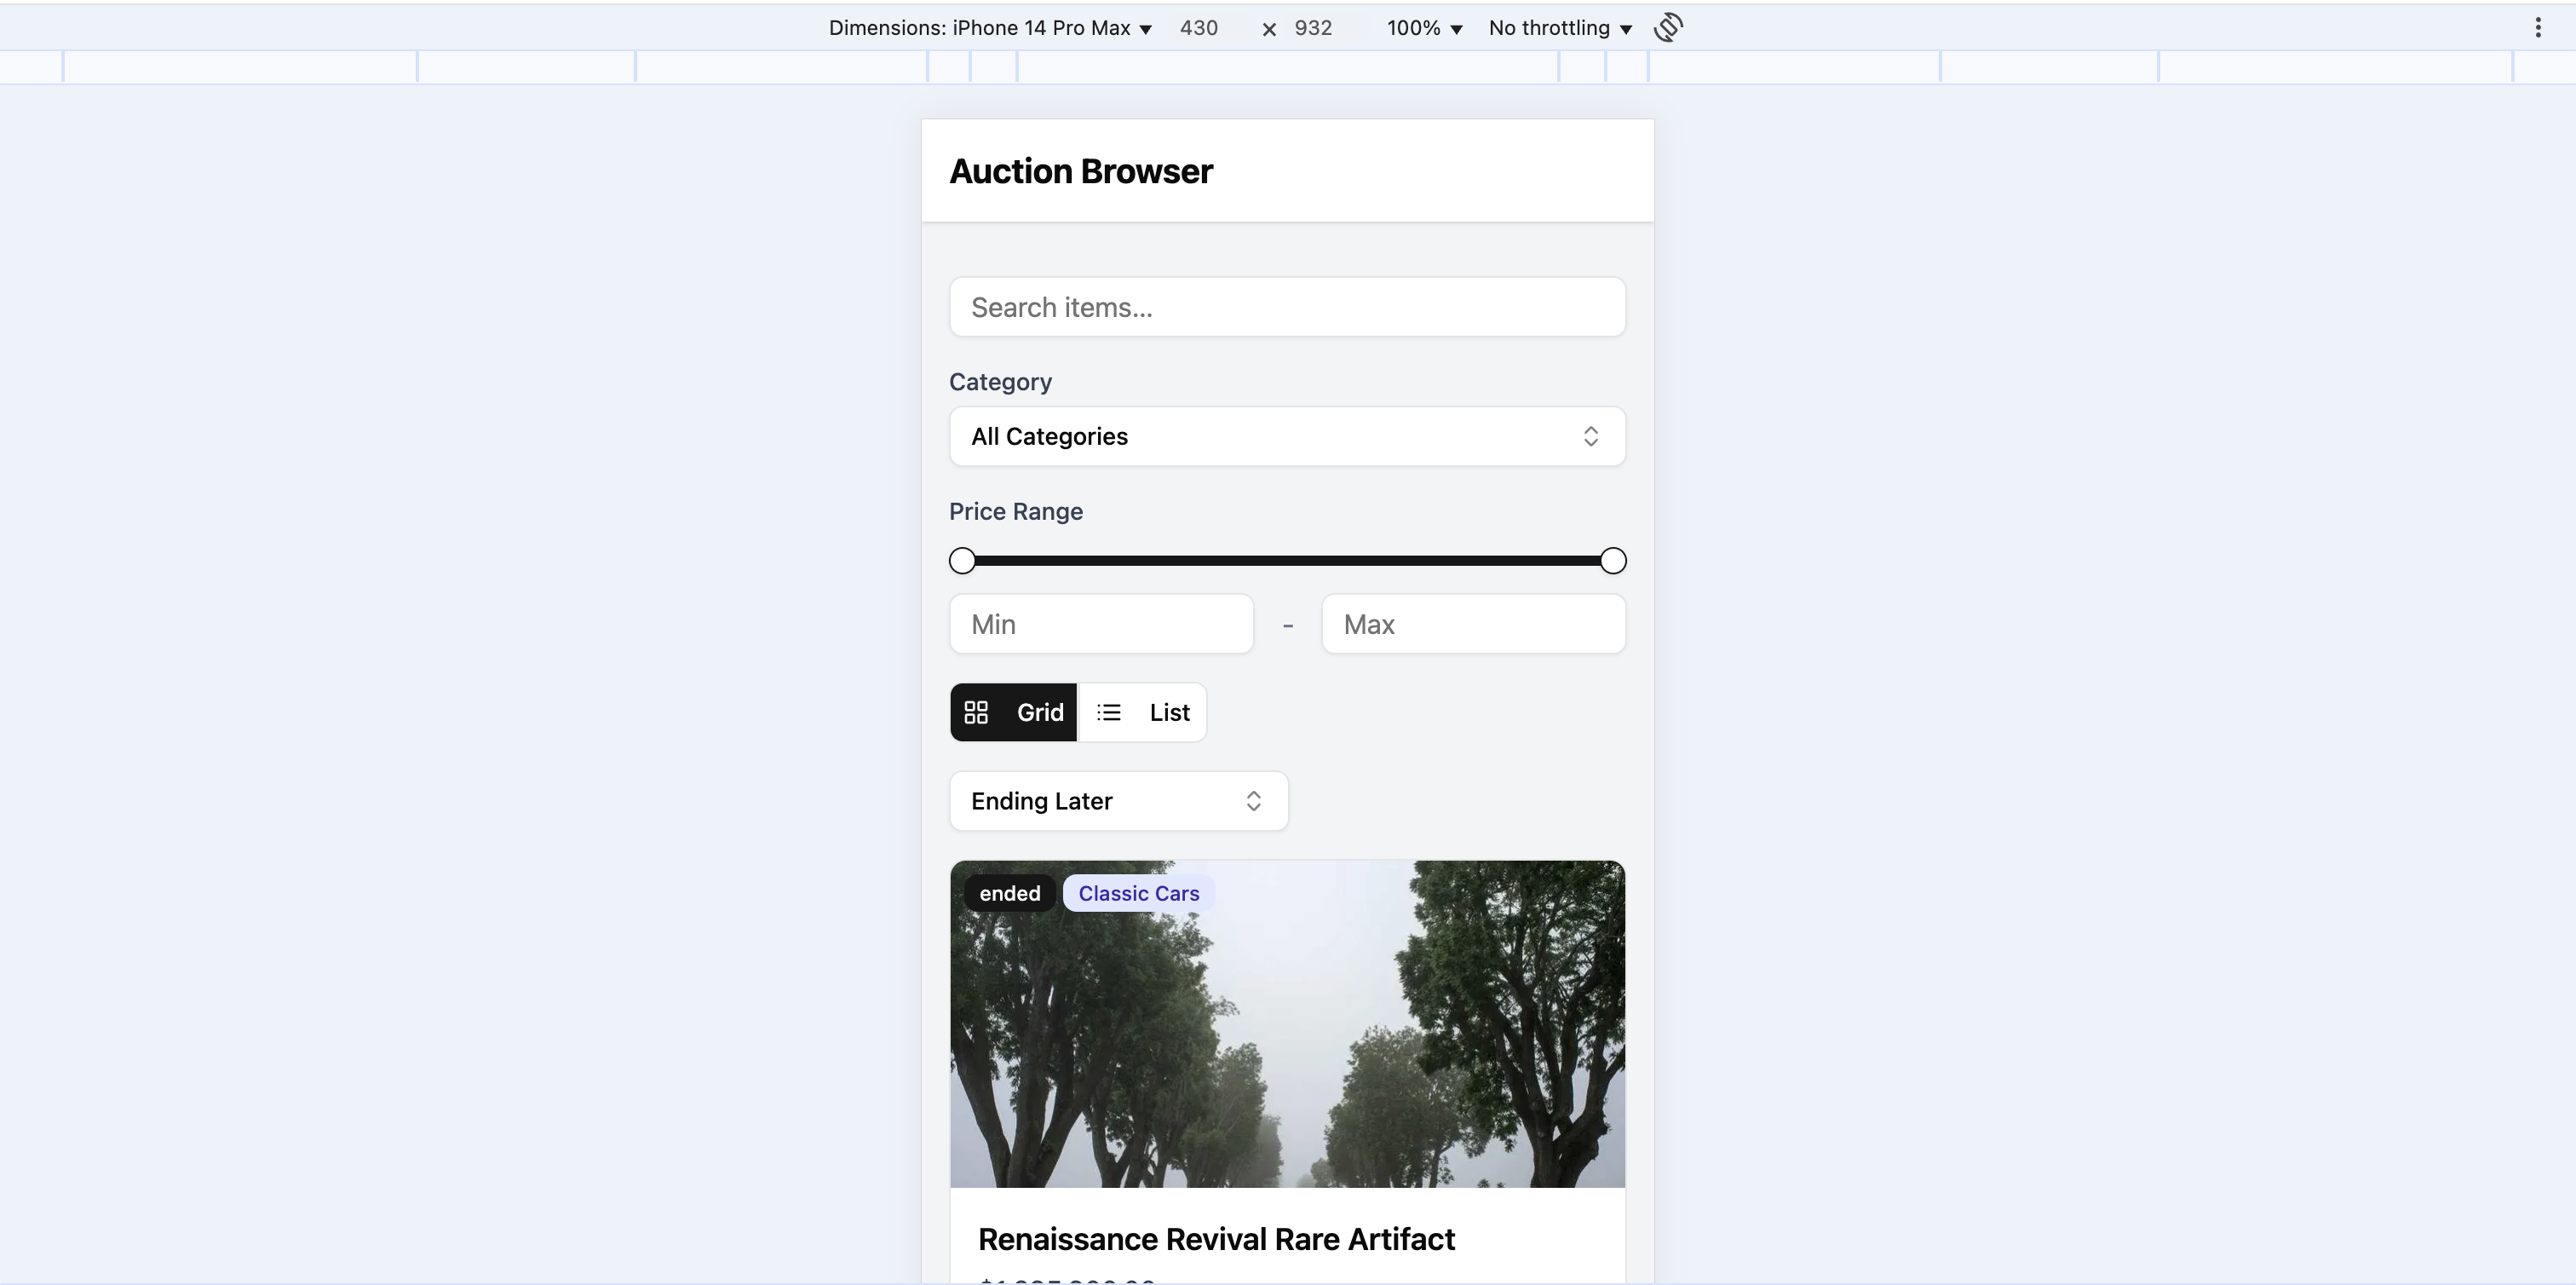 Dimensions: iPhone 14 Pro Max ▼ 430 × 932 100% ▼ No throttling ▼
Auction Browser
Search items...
Category
All Categories
Price Range
Min - Max
Grid List
Ending Later
ended Classic Cars
Renaissance Revival Rare Artifact